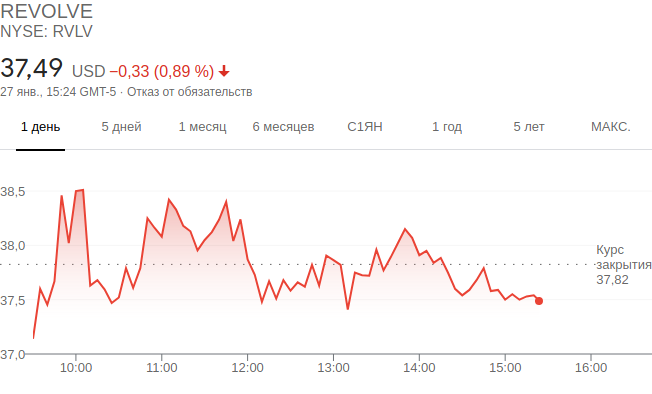 REVOLVE
NYSE: RVLV
37,49 USD −0,33 (0,89 %)
27 янв., 15:24 GMT-5 · Отказ от обязательств
1 день 5 дней 1 месяц 6 месяцев С1ЯН 1 год 5 лет МАКС.
38,5
38,0
37,5
37,0
Курс
закрытия
37,82
10:00 11:00 12:00 13:00 14:00 15:00 16:00